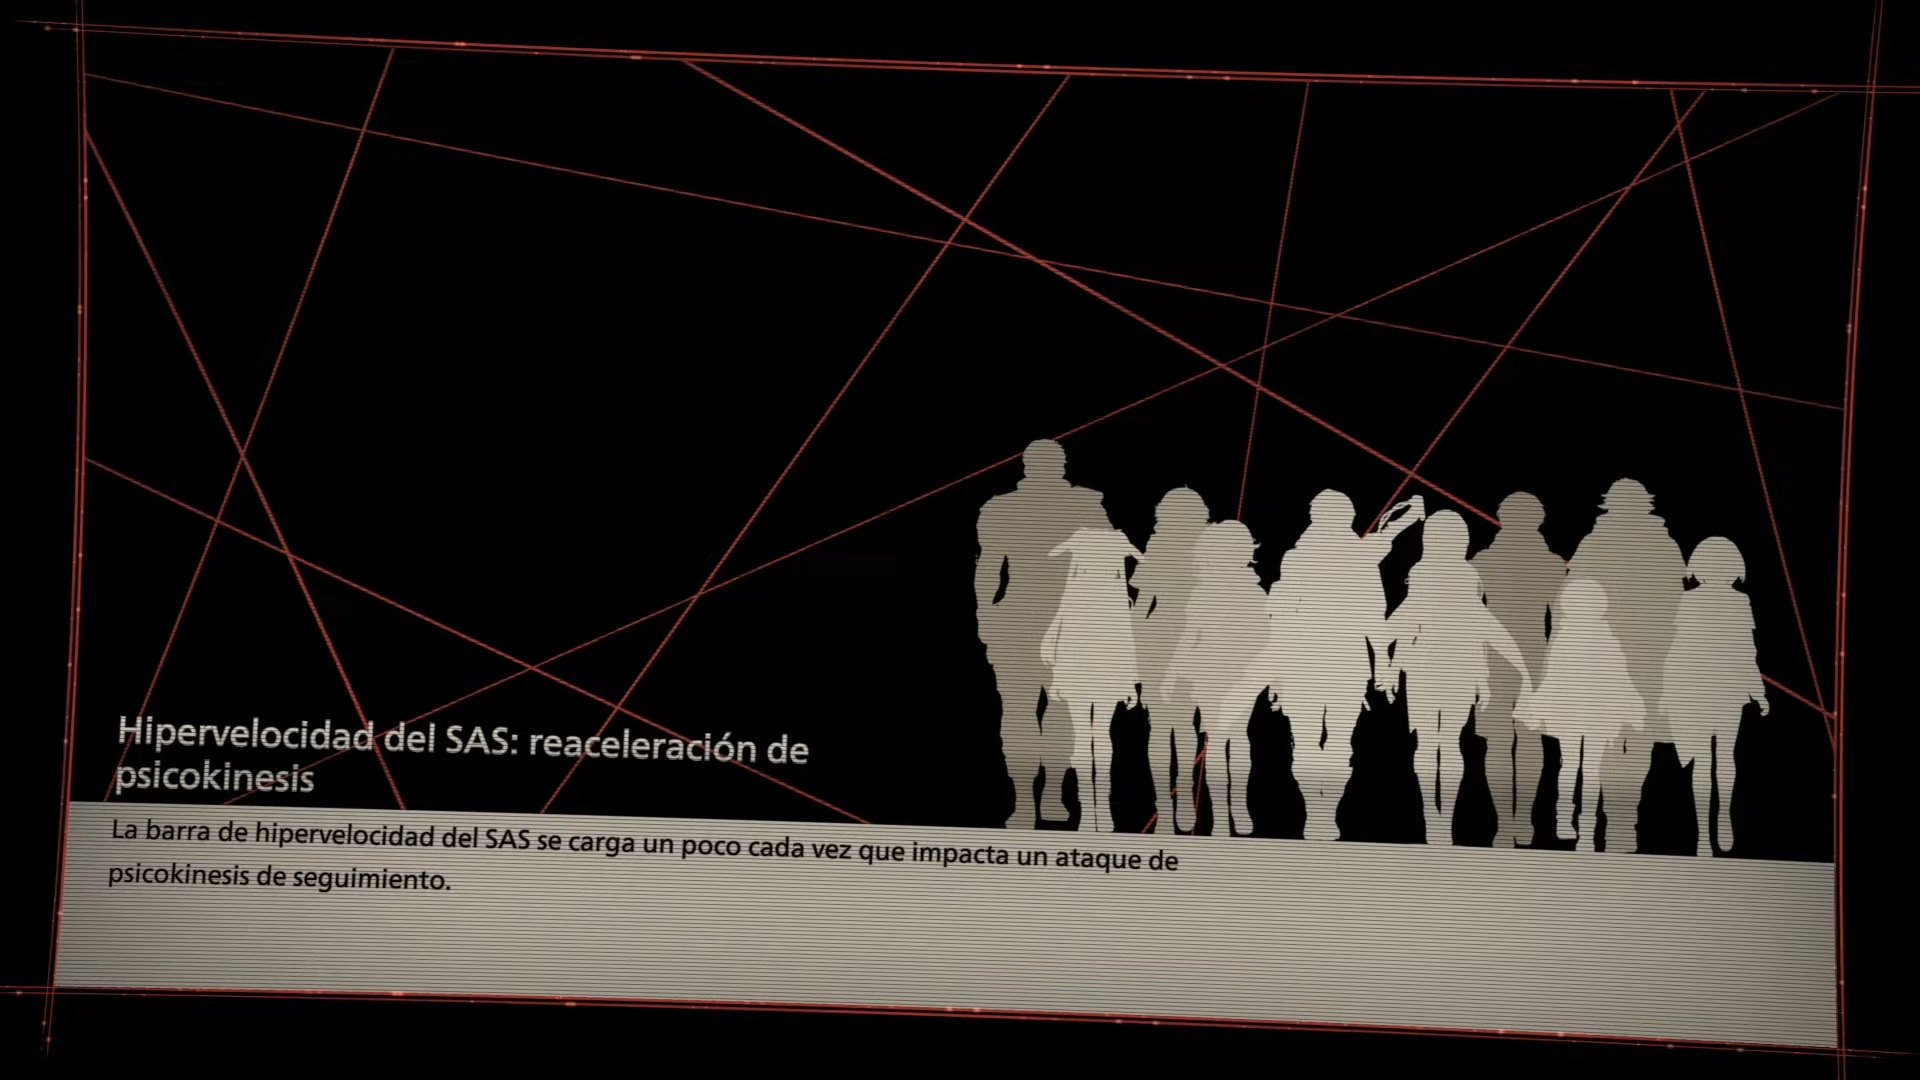 Hipervelocidad del SAS: reaceleración de
psicokinesis
La barra de hipervelocidad del SAS se carga un poco cada vez que impacta un ataque de
psicokinesis de seguimiento.